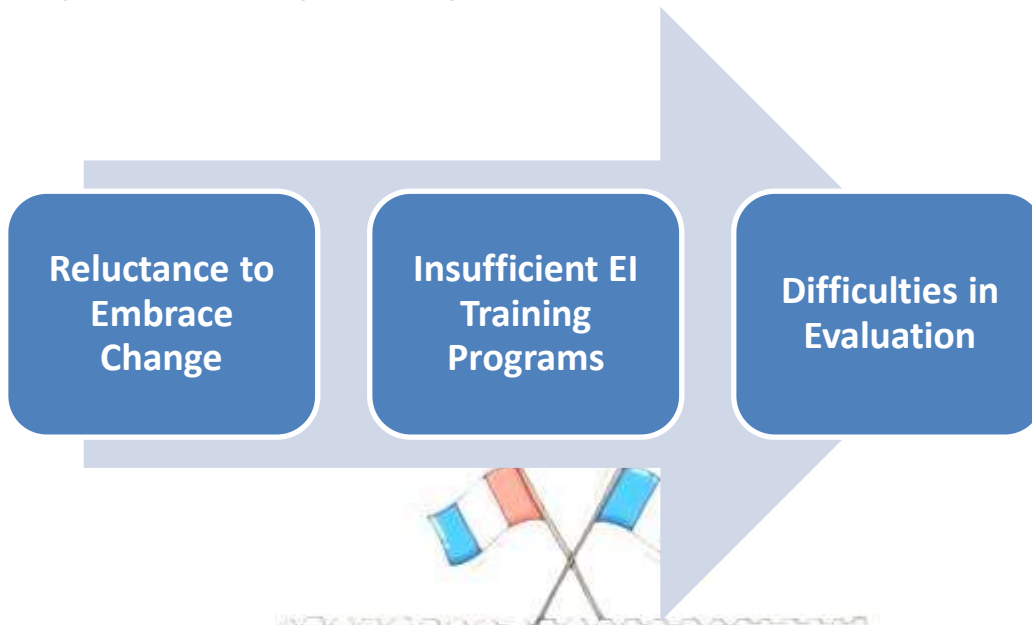 Reluctance to
Embrace
Change
Insufficient EI
Training
Programs
Difficulties in
Evaluation